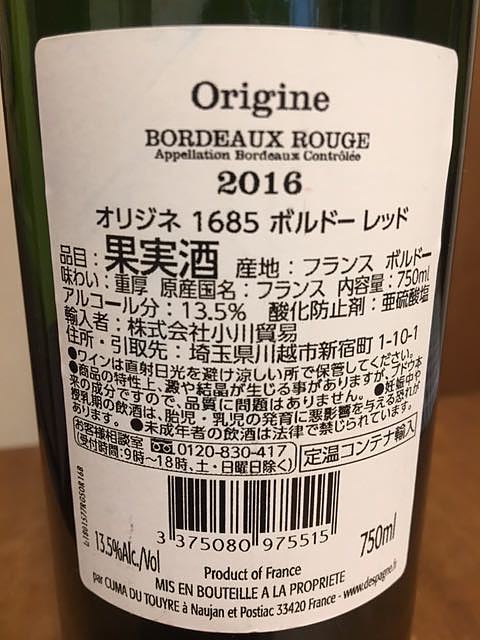 Origine
BORDEAUX ROUGE
Appellation Bordeaux Contrôlée
2016
オリジネ 1685 ボルドー レッド
品目：果実酒 産地：フランス ボルドー
味わい：重厚 原産国名：フランス 内容量：750ml
アルコール分：13.5% 酸化防止剤：亜硫酸塩
輸入者：株式会社小川貿易
住所・引取先：埼玉県川越市新宿町 1-10-1
●ワインは直射日光を避け涼しい所で保管してください。
●商品の特性上、澱や結晶が生じる事がありますが、ブドウ本
来の成分ですので、品質に問題はありません。●妊娠中や
授乳期の飲酒は、胎児・乳児の発育に悪影響を与える恐れが
あります。 ●未成年者の飲酒は法律で禁じられています。
お客様相談室 0120-830-417
(受付時間：9時～18時、土・日曜日除く)
定温コンテナ輸入
13.5%Alc./Vol
3 375080 975515
750ml
Product of France
MIS EN BOUTEILLE A LA PROPRIETE
par CUMA DU TOUYRE à Naujan et Postiac 33420 France - www.despagne.fr